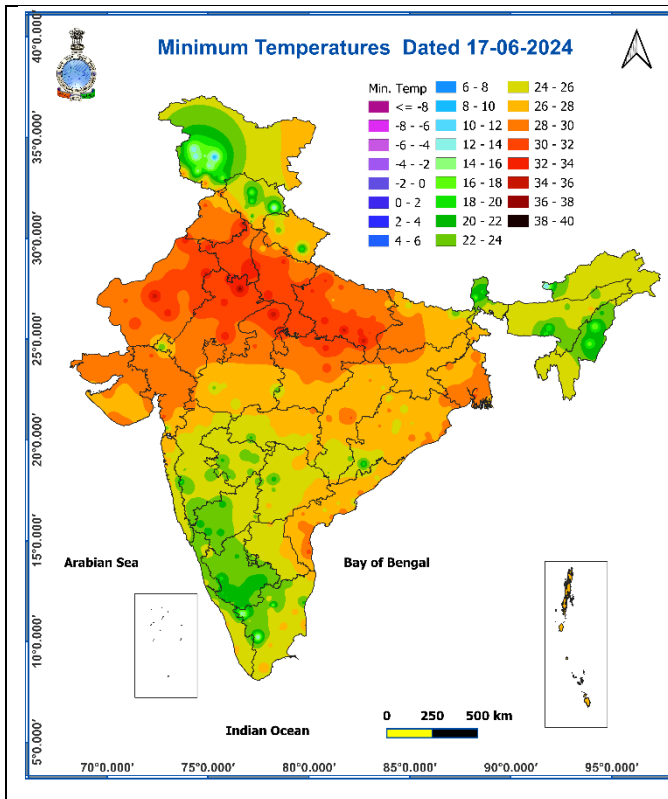 Minimum Temperatures Dated 17-06-2024
Min. Temp
<= -8
-8 - -6
-6 - -4
-4 - -2
-2 - 0
0 - 2
2 - 4
4 - 6
6 - 8
8 - 10
10 - 12
12 - 14
14 - 16
16 - 18
18 - 20
20 - 22
22 - 24
24 - 26
26 - 28
28 - 30
30 - 32
32 - 34
34 - 36
36 - 38
38 - 40
40°0.000'
35°0.000'
30°0.000'
25°0.000'
20°0.000'
15°0.000'
10°0.000'
5°0.000'
Arabian Sea
Bay of Bengal
Indian Ocean
0 250 500 km
70°0.000' 75°0.000' 80°0.000' 85°0.000' 90°0.000' 95°0.000'